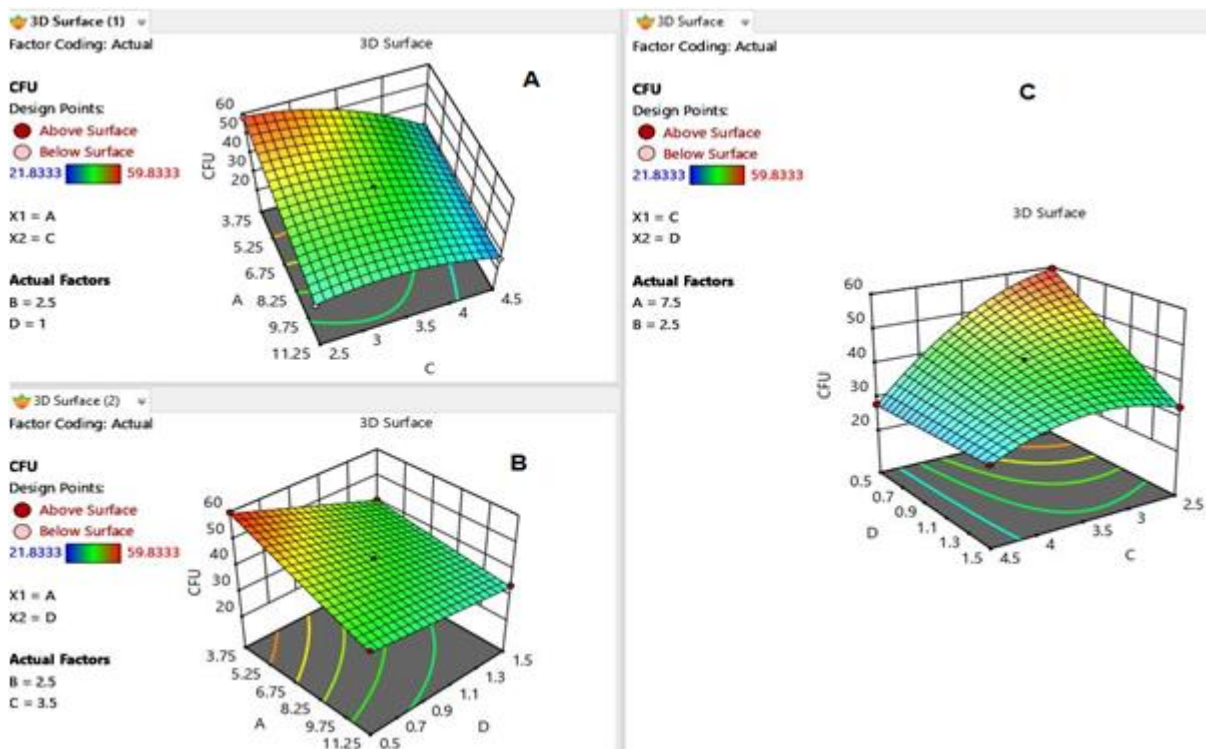 3D Surface (1)
Factor Coding: Actual
3D Surface
A
CFU
Design Points:
Above Surface
Below Surface
21.8333 59.8333
X1 = A
X2 = C
Actual Factors
B = 2.5
D = 1
60
50
40
30
20
CFU
3.75
5.25
6.75
8.25
9.75
11.25
A
2.5
3
3.5
4
4.5
C
3D Surface (2)
Factor Coding: Actual
3D Surface
B
CFU
Design Points:
Above Surface
Below Surface
21.8333 59.8333
X1 = A
X2 = D
Actual Factors
B = 2.5
C = 3.5
60
50
40
30
20
CFU
3.75
5.25
6.75
8.25
9.75
11.25
A
0.5
0.7
0.9
1.1
1.3
1.5
D
3D Surface
Factor Coding: Actual
C
CFU
Design Points:
Above Surface
Below Surface
21.8333 59.8333
X1 = C
X2 = D
Actual Factors
A = 7.5
B = 2.5
3D Surface
60
50
40
30
20
CFU
0.5
0.7
0.9
1.1
1.3
1.5
D
4.5
4
3.5
3
2.5
C